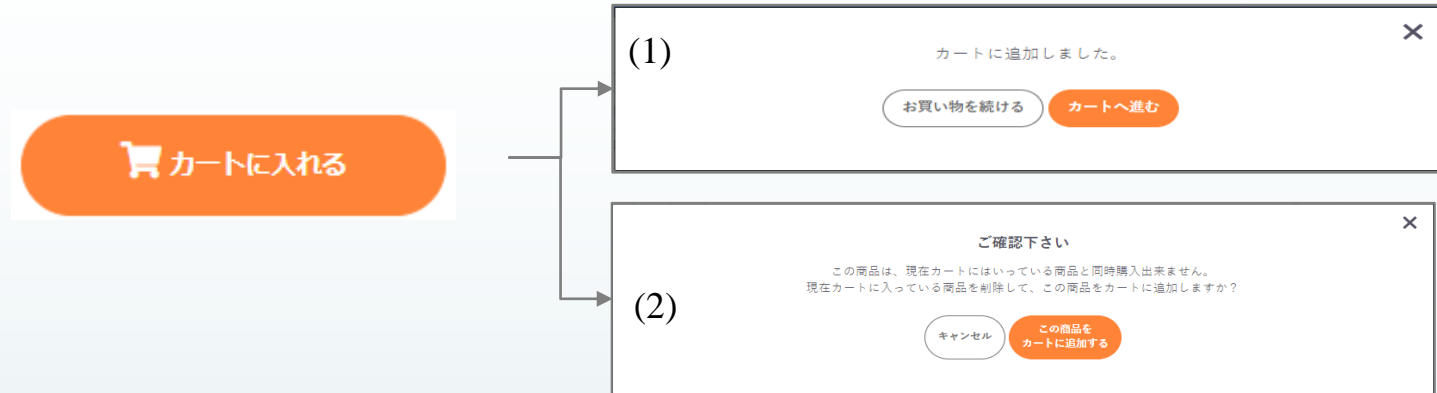 カートに入れる
(1)
カートに追加しました。
お買い物を続ける
カートへ進む
(2)
ご確認下さい
この商品は、現在カートにはいっている商品と同時購入出来ません。
現在カートに入っている商品を削除して、この商品をカートに追加しますか？
キャンセル
この商品を
カートに追加する